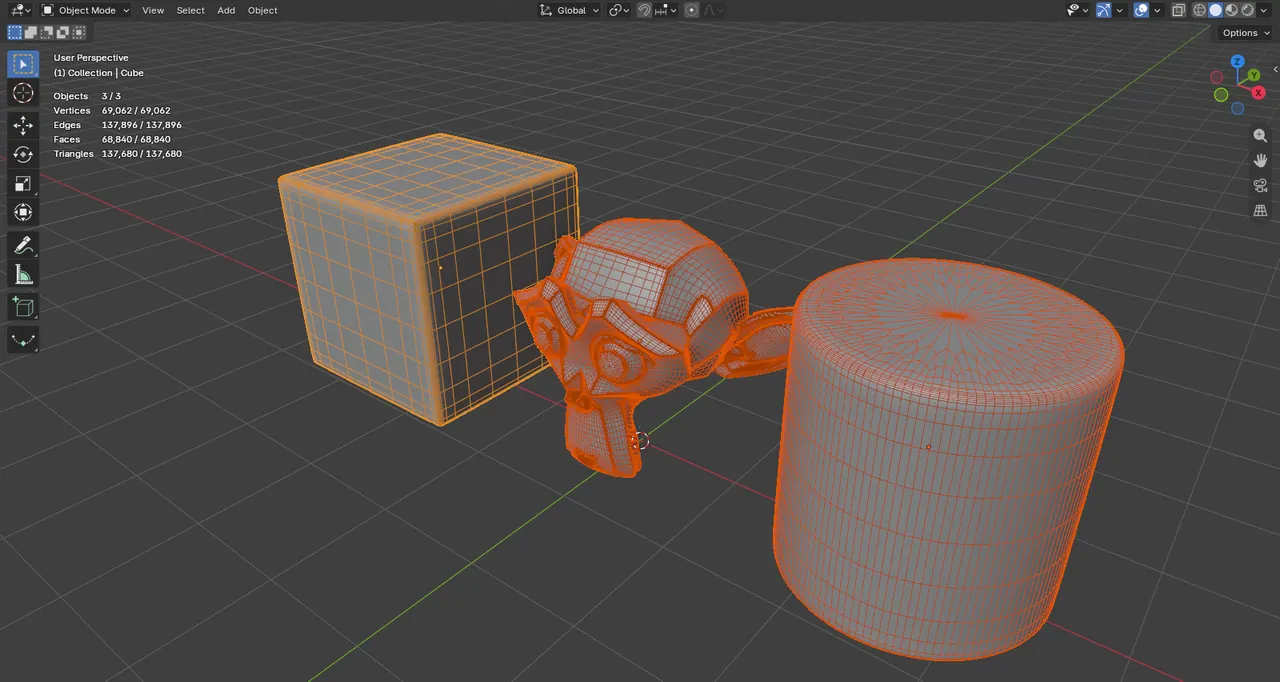 Object Mode View Select Add Object Global
Options
User Perspective
(1) Collection | Cube
Objects 3 / 3
Vertices 69,062 / 69,062
Edges 137,896 / 137,896
Faces 68,840 / 68,840
Triangles 137,680 / 137,680
Z
Y
X